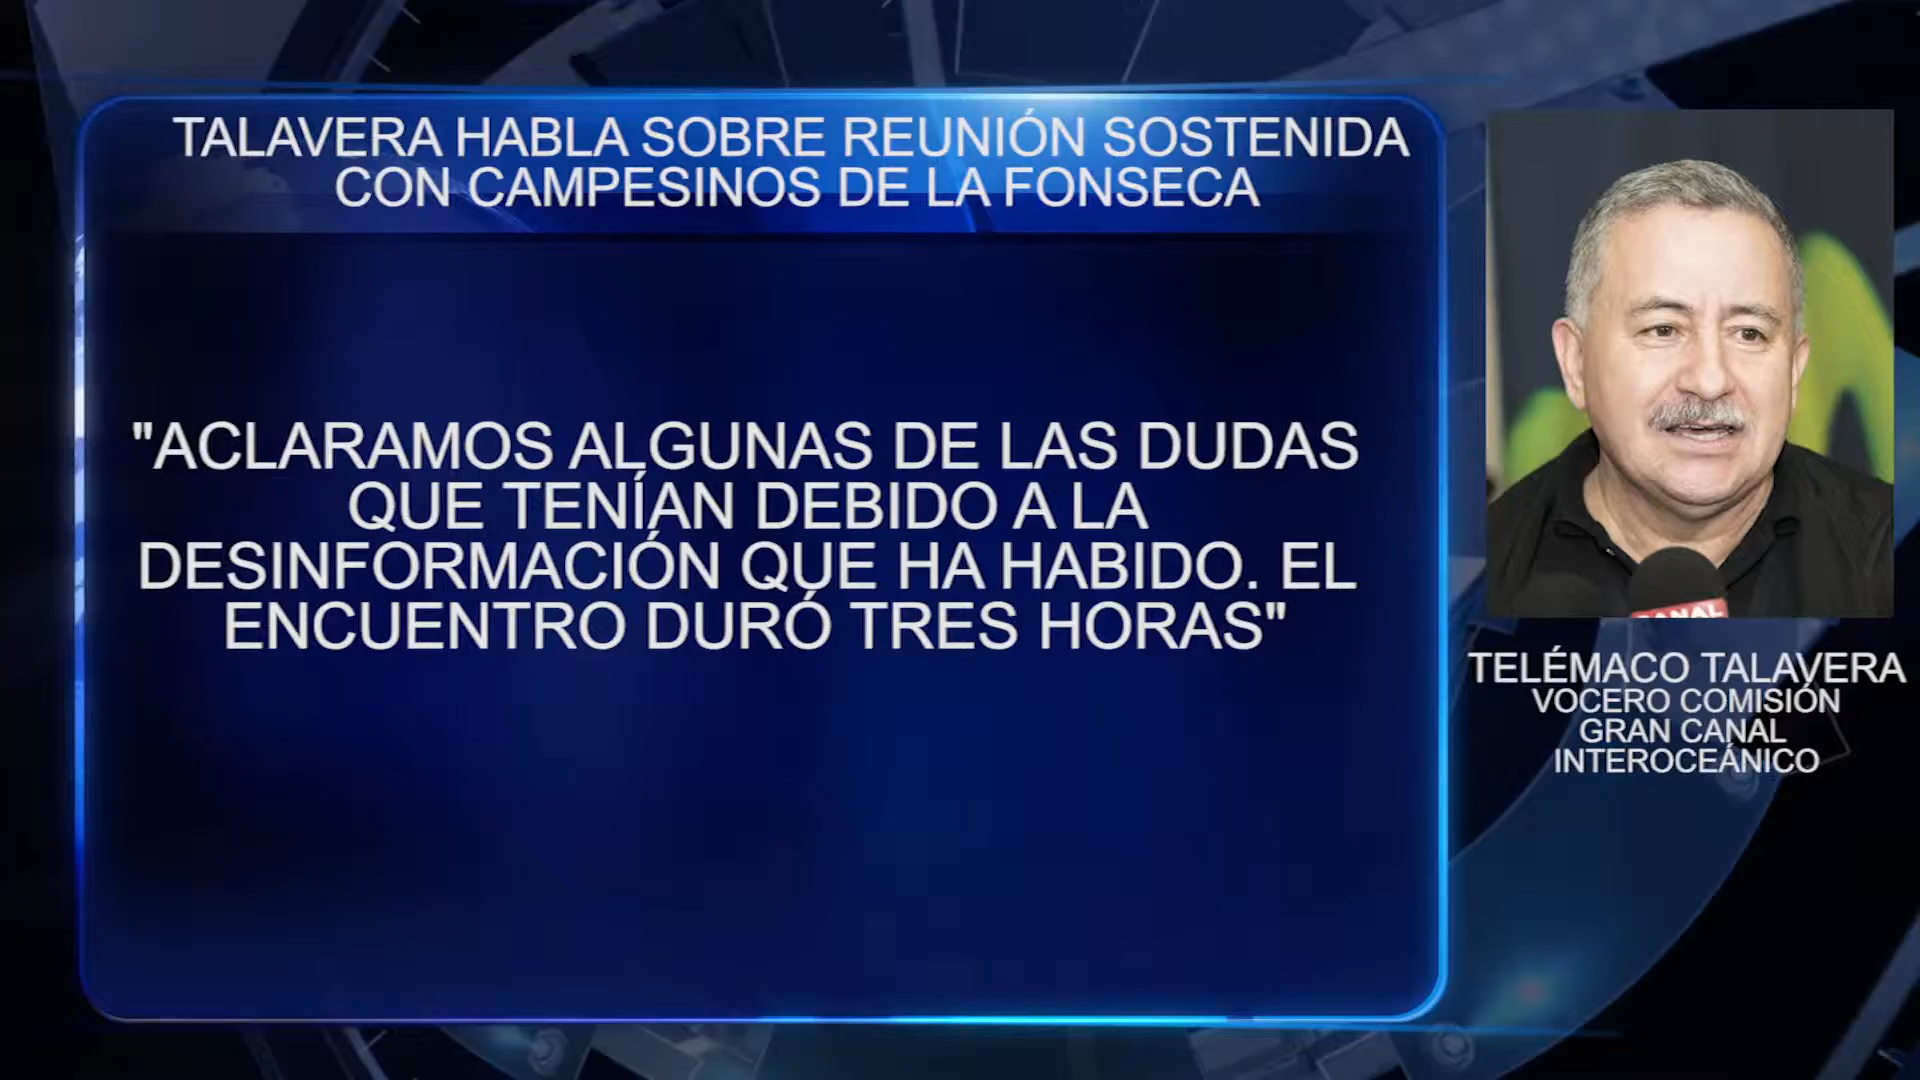 TALAVERA HABLA SOBRE REUNIÓN SOSTENIDA
CON CAMPESINOS DE LA FONSECA
"ACLARAMOS ALGUNAS DE LAS DUDAS
QUE TENÍAN DEBIDO A LA
DESINFORMACIÓN QUE HA HABIDO. EL
ENCUENTRO DURÓ TRES HORAS"
CANAL
TELÉMACO TALAVERA
VOCERO COMISIÓN
GRAN CANAL
INTEROCEÁNICO